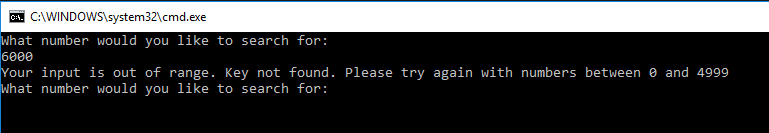 C:\WINDOWS\system32\cmd.exe
What number would you like to search for:
6000
Your input is out of range. Key not found. Please try again with numbers between 0 and 4999
What number would you like to search for: